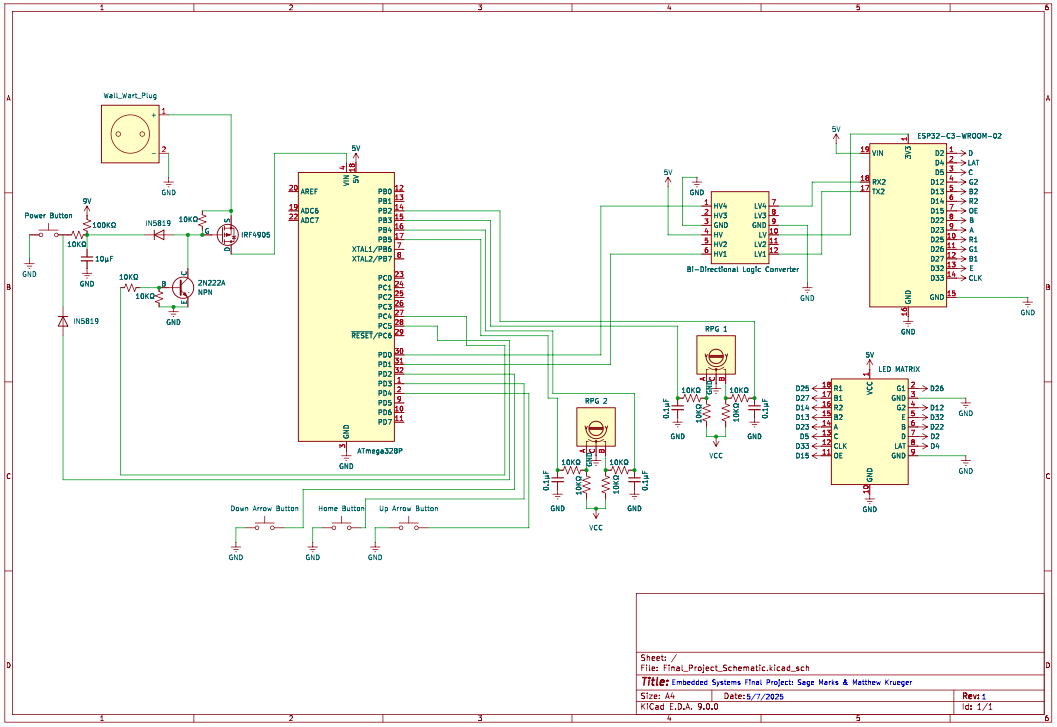 1 2 3 4 5 6
A A
B B
C C
D D
Wall_Wart_Plug
+ 1
- 2
GND
Power Button
9V
100KΩ
10KΩ
10µF
GND
GND
IN5819
10KΩ
S
G
D
IRF4905
10KΩ
10KΩ
B
C
E
2N222A
NPN
GND
IN5819
5V
4 18
VIN 5V
20 AREF
19 ADC6
22 ADC7
PB0 12
PB1 13
PB2 14
PB3 15
PB4 16
PB5 17
XTAL1/PB6 7
XTAL2/PB7 8
PC0 23
PC1 24
PC2 25
PC3 26
PC4 27
PC5 28
RESET/PC6 29
PD0 30
PD1 31
PD2 32
PD3 1
PD4 2
PD5 9
PD6 10
PD7 11
GND
3
ATmega328P
GND
Down Arrow Button
Home Button
Up Arrow Button
GND
GND
GND
RPG 2
A C B
GND
10KΩ
10KΩ
10KΩ
10KΩ
0.1µF
0.1µF
GND
GND
VCC
RPG 1
A C B
GND
10KΩ
10KΩ
10KΩ
10KΩ
0.1µF
0.1µF
GND
GND
VCC
5V
GND
1 HV4
2 HV3
3 GND
4 HV
5 HV2
6 HV1
LV4 7
LV3 8
GND 9
LV 10
LV2 11
LV1 12
Bi-Directional Logic Converter
GND
5V
ESP32-C3-WROOM-02
1
3V3
19 VIN
18 RX2
17 TX2
D2 1 D
D4 2 LAT
D5 3 C
D12 4 G2
D13 5 B2
D14 6 R2
D15 7 OE
D22 8 B
D23 9 A
D25 10 R1
D26 11 G1
D27 12 B1
D32 13 E
D33 14 CLK
GND 15
GND
GND
16
GND
5V
LED MATRIX
1
VCC
D25 18 R1
D27 17 B1
D14 16 R2
D13 15 B2
D23 14 A
D5 13 C
D33 12 CLK
D15 11 OE
G1 2 D26
GND 3
G2 4 D12
E 5 D32
B 6 D22
D 7 D2
LAT 8 D4
GND 9
GND
GND
GND
10
GND
Sheet: /
File: Final_Project_Schematic.kicad_sch
Title: Embedded Systems Final Project: Sage Marks & Matthew Krueger
Size: A4 Date: 5/7/2025 Rev: 1
KiCad E.D.A. 9.0.0 Id: 1/1
1 2 3 4 5 6